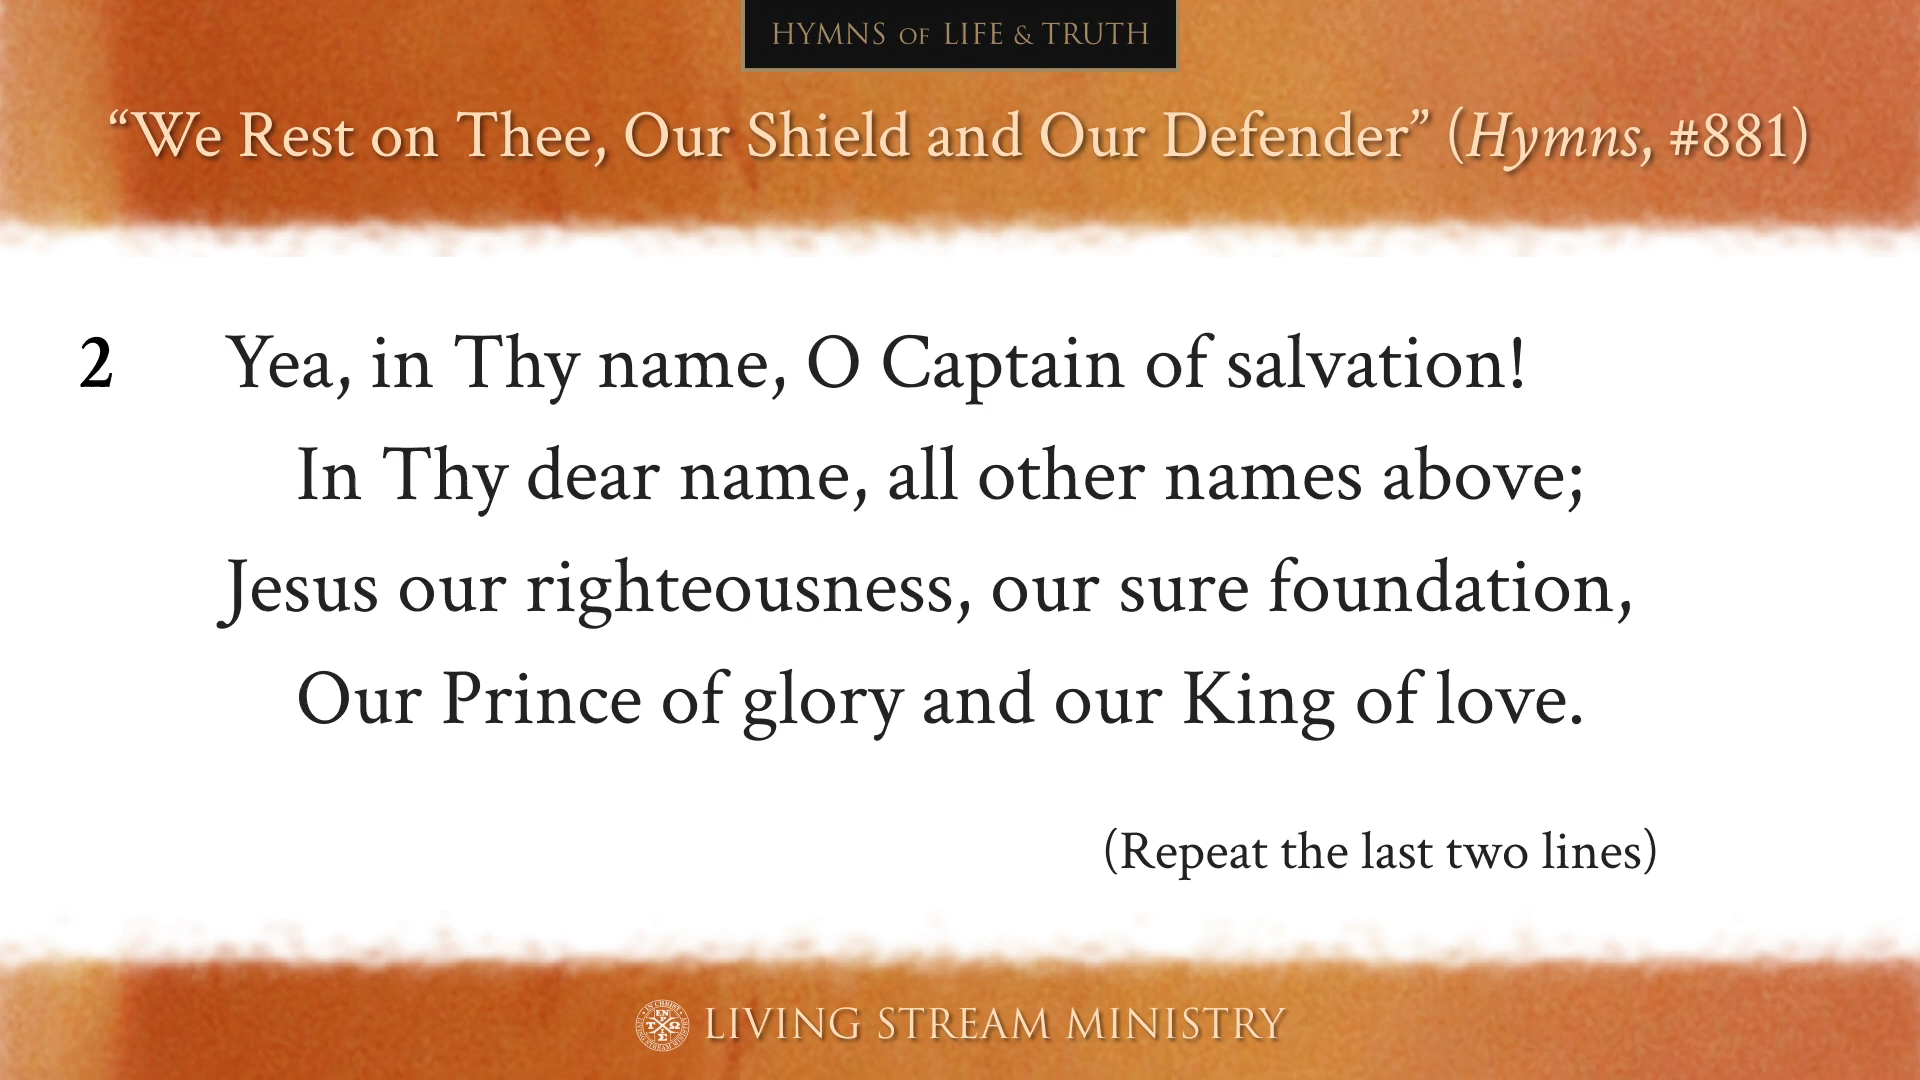 HYMNS OF LIFE & TRUTH
“We Rest on Thee, Our Shield and Our Defender” (Hymns, #881)
2 Yea, in Thy name, O Captain of salvation!
In Thy dear name, all other names above;
Jesus our righteousness, our sure foundation,
Our Prince of glory and our King of love.
(Repeat the last two lines)
LIVING STREAM MINISTRY